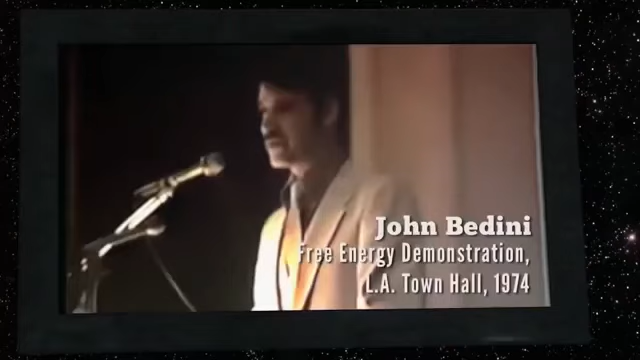 John Bedini
Free Energy Demonstration,
L.A. Town Hall, 1974